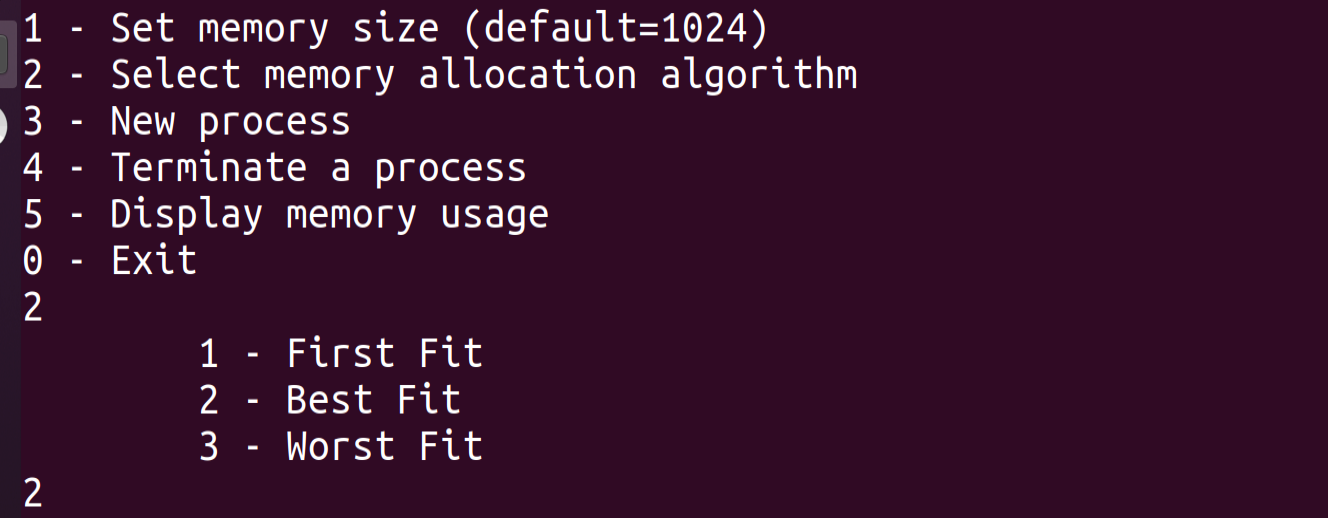 1 - Set memory size (default=1024)
2 - Select memory allocation algorithm
3 - New process
4 - Terminate a process
5 - Display memory usage
0 - Exit
2
1 - First Fit
2 - Best Fit
3 - Worst Fit
2